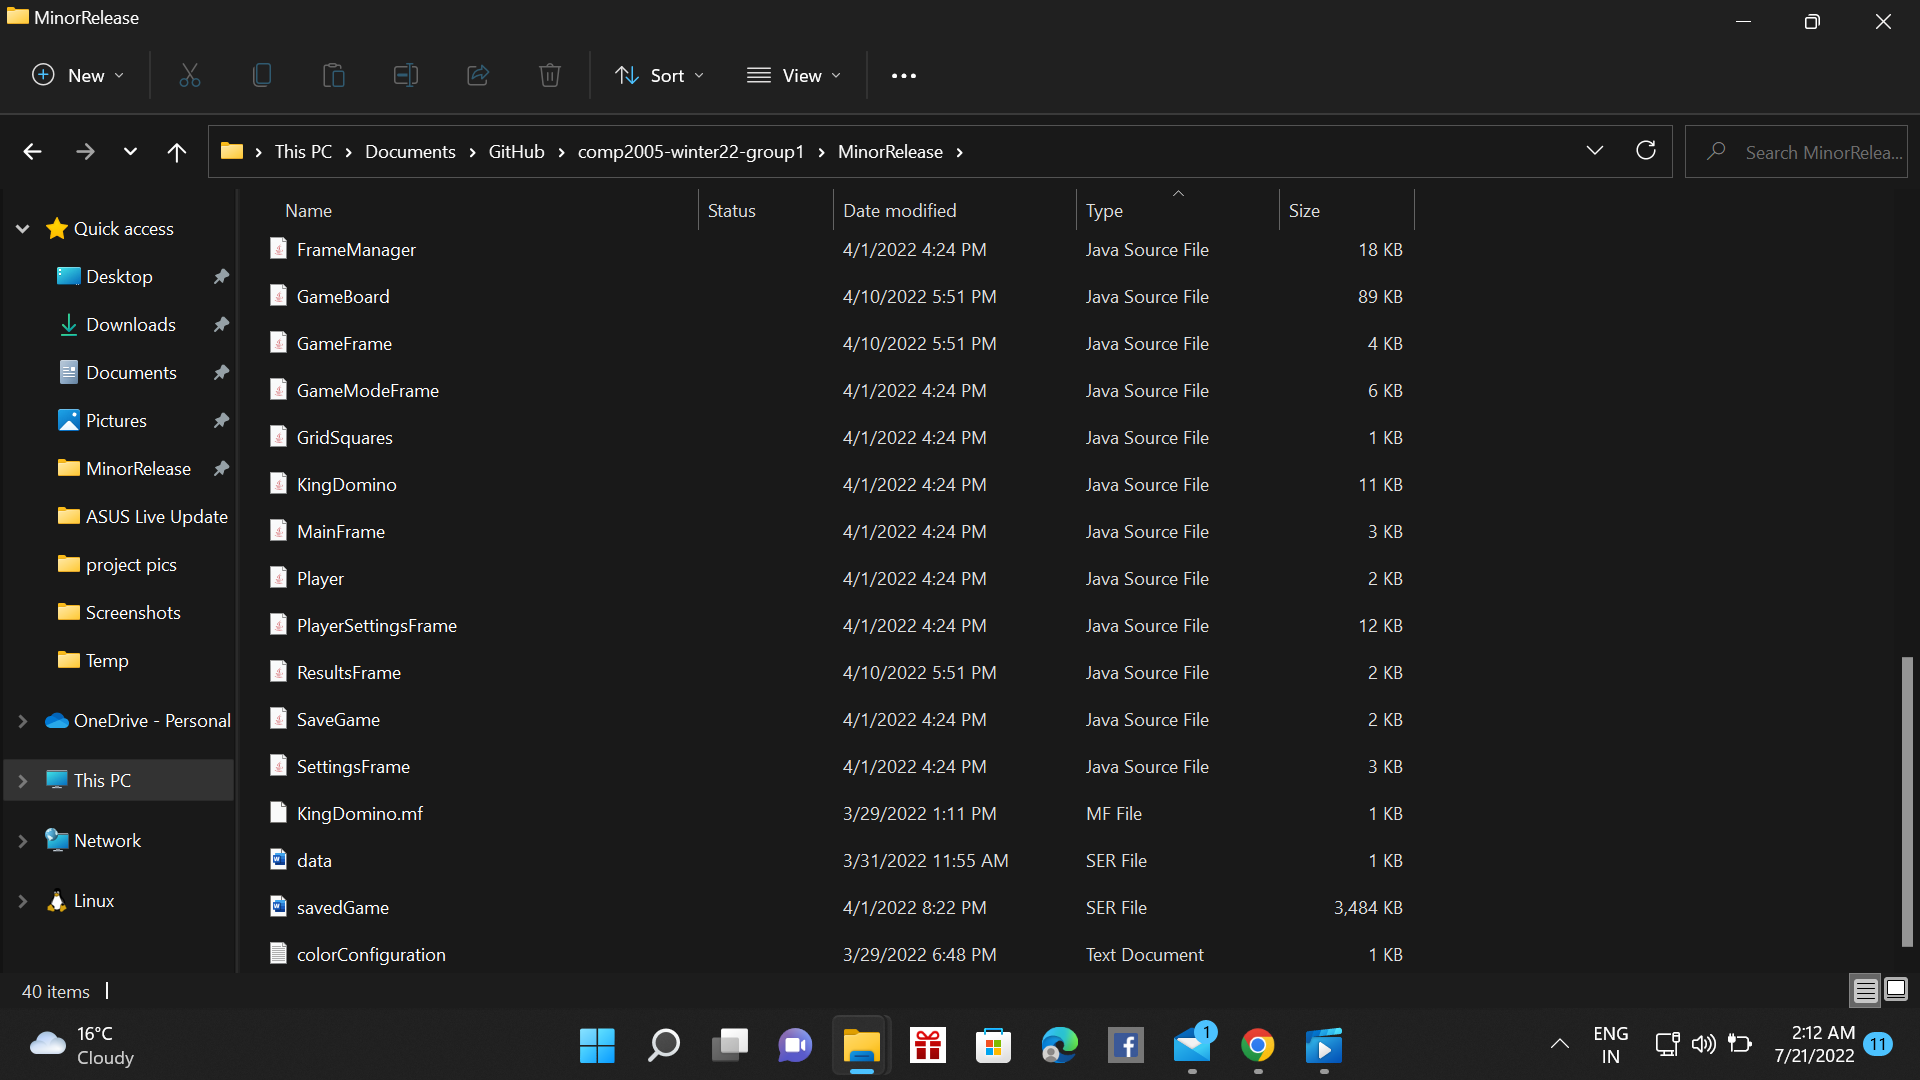 MinorRelease
New
Sort
View
This PC > Documents > GitHub > comp2005-winter22-group1 > MinorRelease >
Search MinorRelea...
Name Status Date modified Type Size
Quick access
Desktop
Downloads
Documents
Pictures
MinorRelease
ASUS Live Update
project pics
Screenshots
Temp
OneDrive - Personal
This PC
Network
Linux
FrameManager 4/1/2022 4:24 PM Java Source File 18 KB
GameBoard 4/10/2022 5:51 PM Java Source File 89 KB
GameFrame 4/10/2022 5:51 PM Java Source File 4 KB
GameModeFrame 4/1/2022 4:24 PM Java Source File 6 KB
GridSquares 4/1/2022 4:24 PM Java Source File 1 KB
KingDomino 4/1/2022 4:24 PM Java Source File 11 KB
MainFrame 4/1/2022 4:24 PM Java Source File 3 KB
Player 4/1/2022 4:24 PM Java Source File 2 KB
PlayerSettingsFrame 4/1/2022 4:24 PM Java Source File 12 KB
ResultsFrame 4/10/2022 5:51 PM Java Source File 2 KB
SaveGame 4/1/2022 4:24 PM Java Source File 2 KB
SettingsFrame 4/1/2022 4:24 PM Java Source File 3 KB
KingDomino.mf 3/29/2022 1:11 PM MF File 1 KB
data 3/31/2022 11:55 AM SER File 1 KB
savedGame 4/1/2022 8:22 PM SER File 3,484 KB
colorConfiguration 3/29/2022 6:48 PM Text Document 1 KB
40 items
16°C
Cloudy
1
ENG
IN
2:12 AM
7/21/2022
11